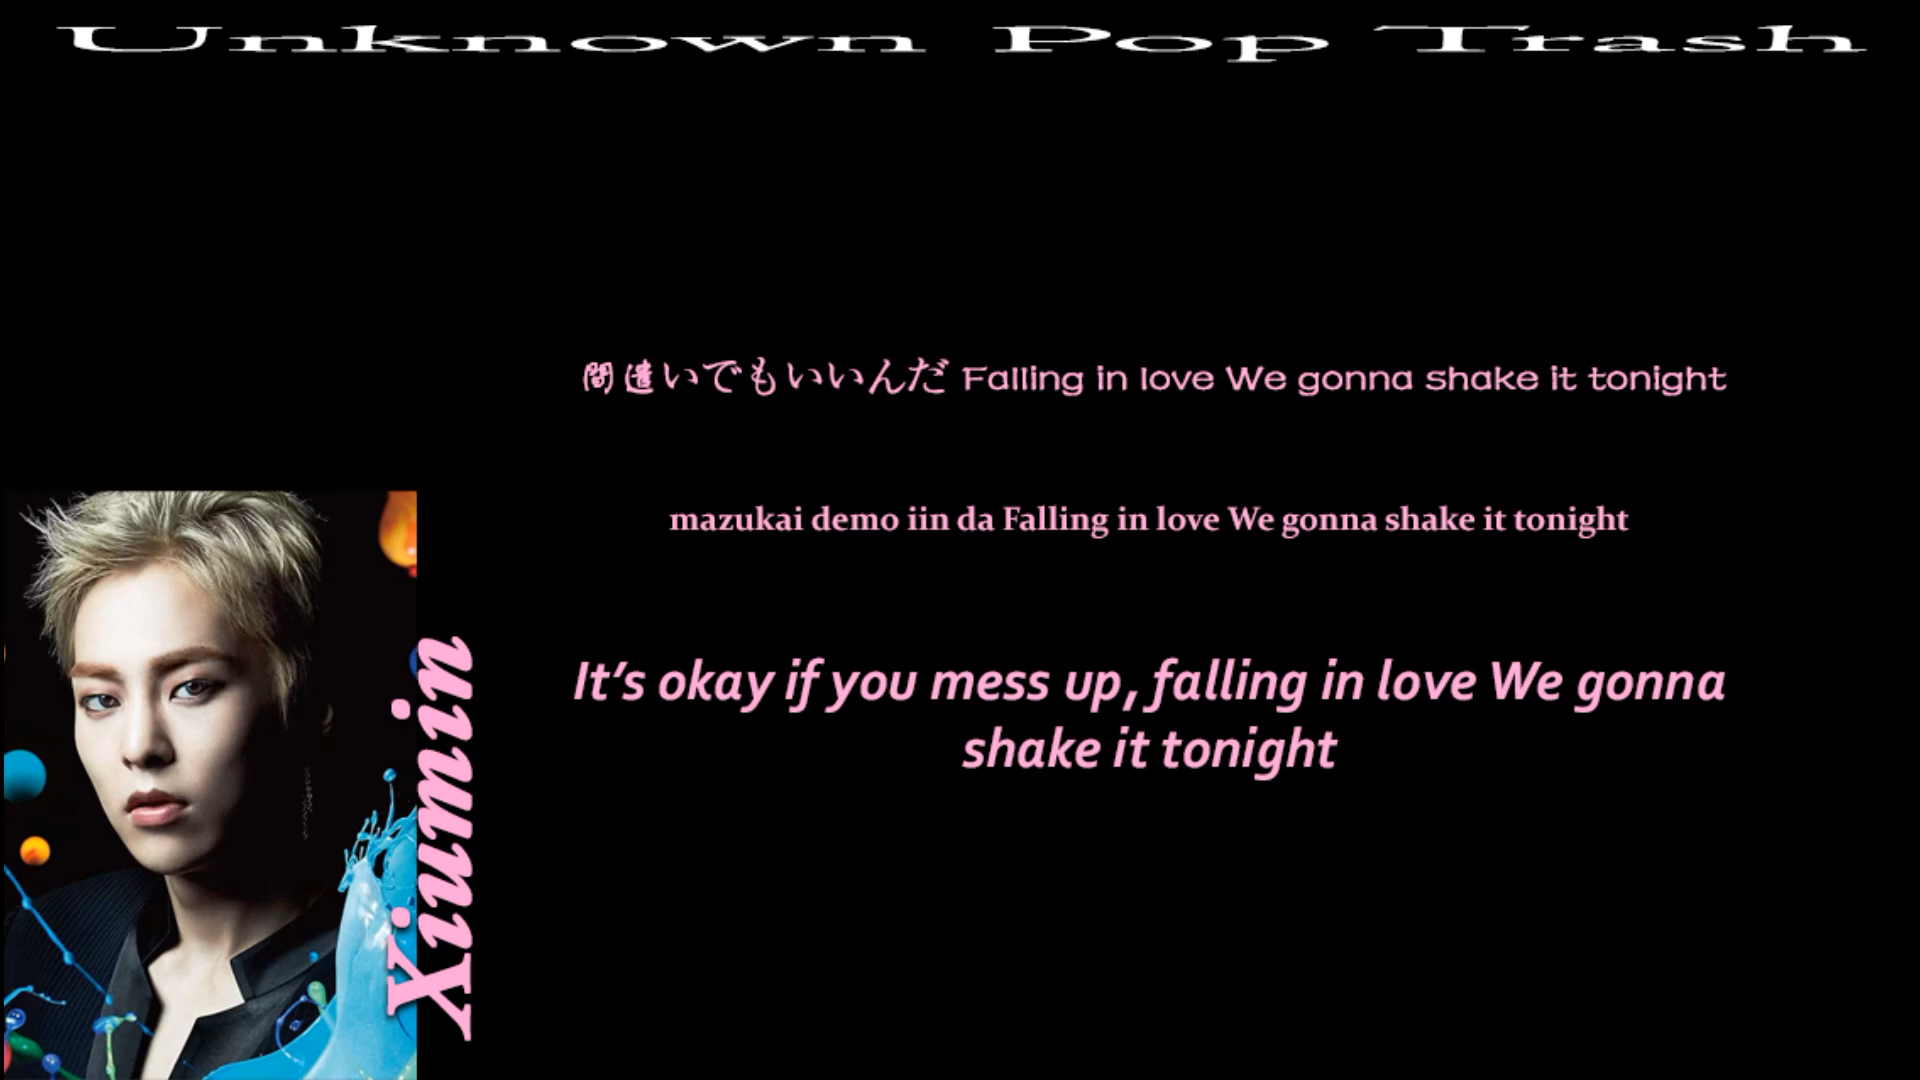 Unknown Pop Trash
間違いでもいいんだ Falling in love We gonna shake it tonight
mazukai demo iin da Falling in love We gonna shake it tonight
It's okay if you mess up, falling in love We gonna
shake it tonight
Xiumin